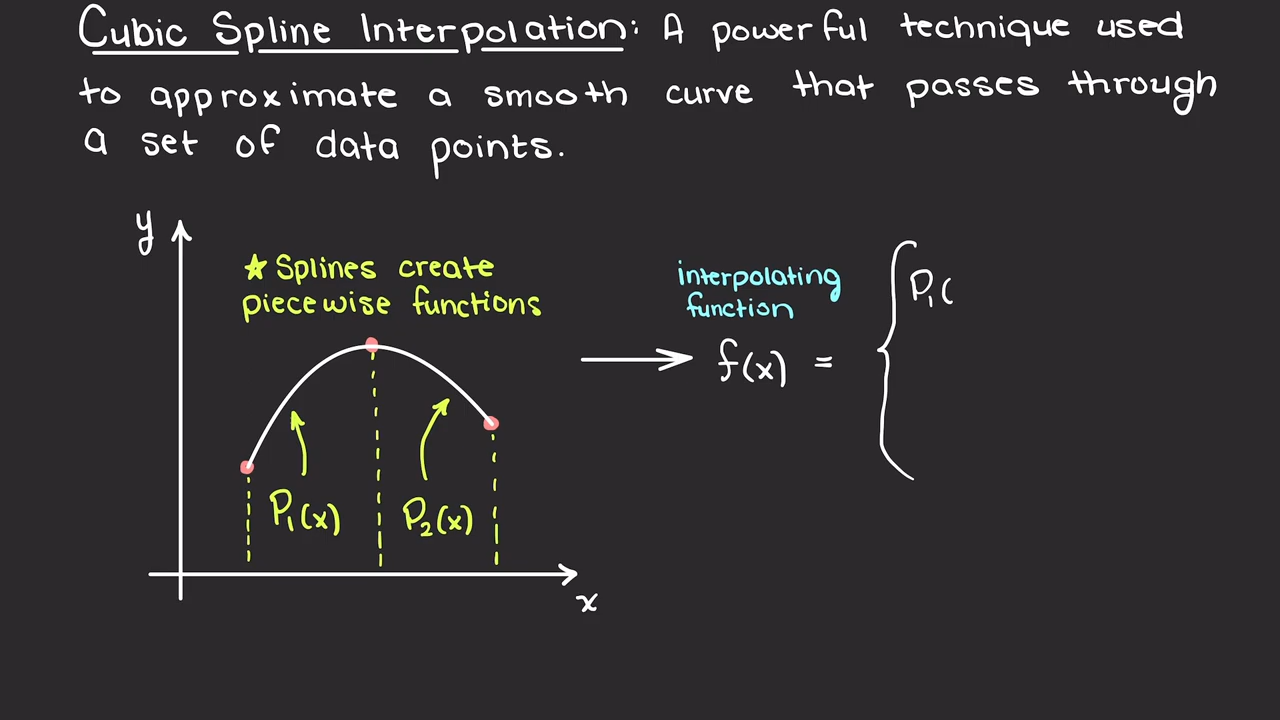 Cubic Spline Interpolation: A powerful technique used
to approximate a smooth curve that passes through
a set of data points.
y
★ Splines create
piecewise functions
P₁(x)
P₂(x)
x
interpolating
function
f(x) =
P₁(